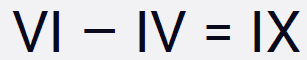 VI − IV = IX